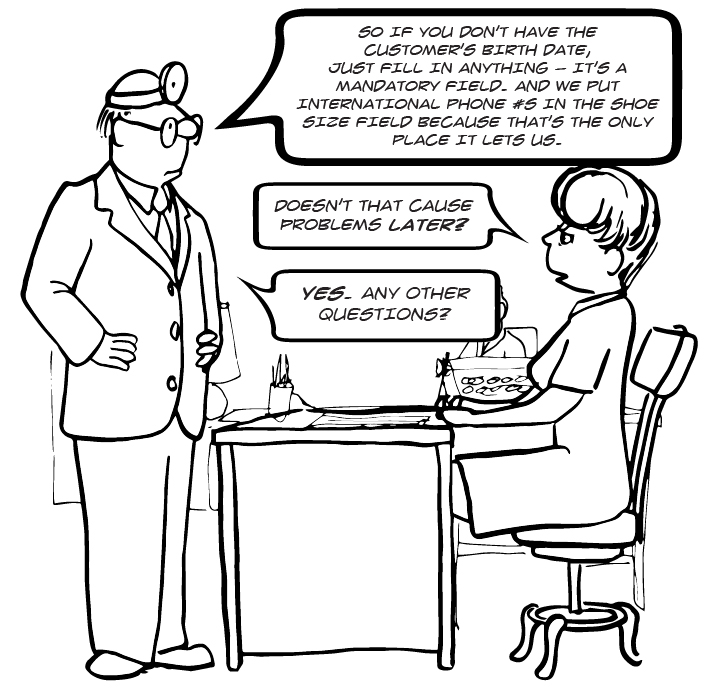 SO IF YOU DON'T HAVE THE
CUSTOMER'S BIRTH DATE,
JUST FILL IN ANYTHING – IT'S A
MANDATORY FIELD. AND WE PUT
INTERNATIONAL PHONE #S IN THE SHOE
SIZE FIELD BECAUSE THAT'S THE ONLY
PLACE IT LETS US.
DOESN'T THAT CAUSE
PROBLEMS LATER?
YES. ANY OTHER
QUESTIONS?